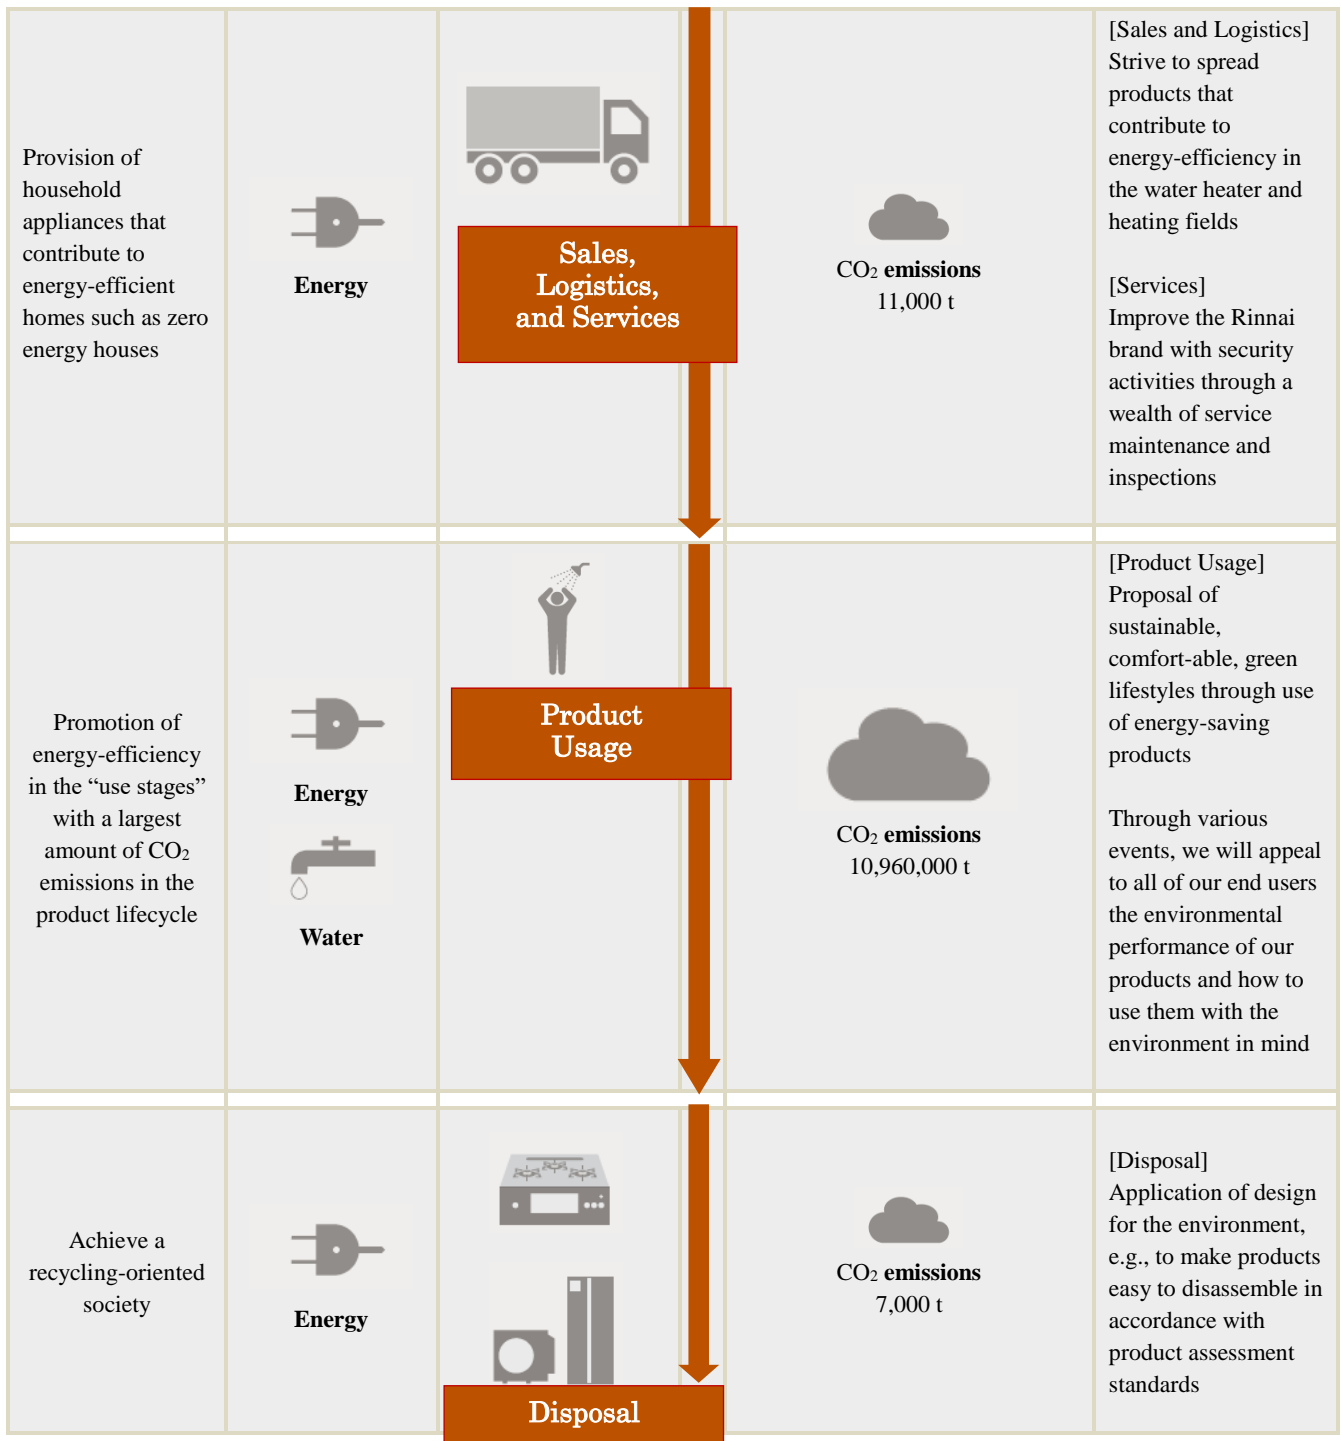 Provision of
household
appliances that
contribute to
energy-efficient
homes such as zero
energy houses
Energy
Sales,
Logistics,
and Services
CO₂ emissions
11,000 t
[Sales and Logistics]
Strive to spread
products that
contribute to
energy-efficiency in
the water heater and
heating fields
[Services]
Improve the Rinnai
brand with security
activities through a
wealth of service
maintenance and
inspections
Promotion of
energy-efficiency
in the “use stages”
with a largest
amount of CO₂
emissions in the
product lifecycle
Energy
Water
Product
Usage
CO₂ emissions
10,960,000 t
[Product Usage]
Proposal of
sustainable,
comfort-able, green
lifestyles through use
of energy-saving
products
Through various
events, we will appeal
to all of our end users
the environmental
performance of our
products and how to
use them with the
environment in mind
Achieve a
recycling-oriented
society
Energy
Disposal
CO₂ emissions
7,000 t
[Disposal]
Application of design
for the environment,
e.g., to make products
easy to disassemble in
accordance with
product assessment
standards